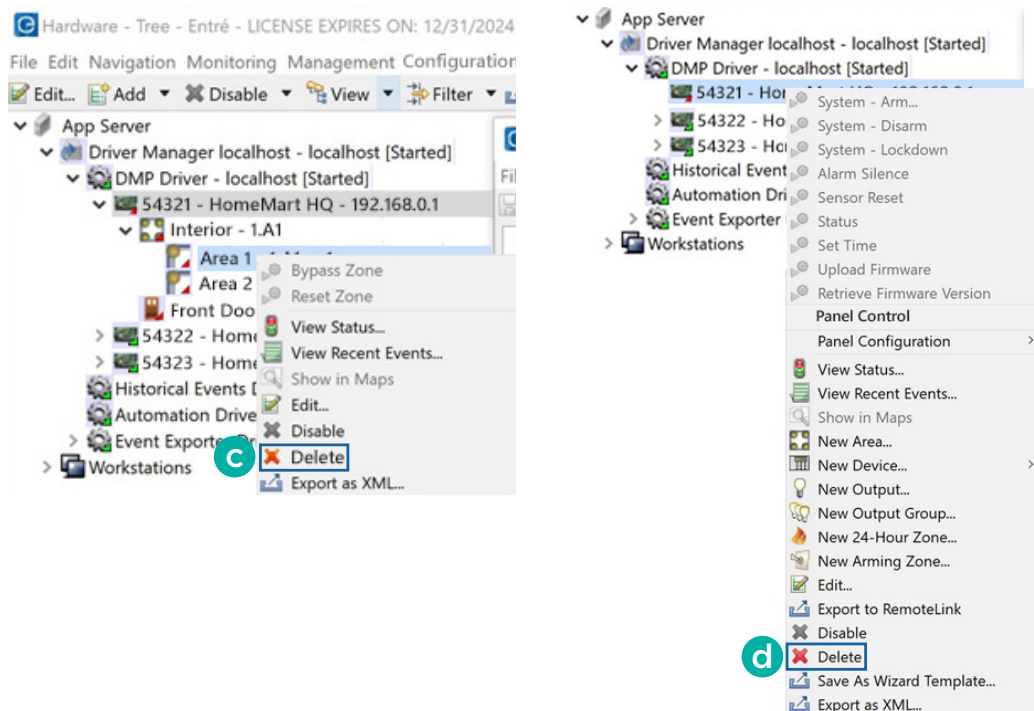 Hardware - Tree - Entré - LICENSE EXPIRES ON: 12/31/2024
File Edit Navigation Monitoring Management Configuration
Edit... Add Disable View Filter
App Server
Driver Manager localhost - localhost [Started]
DMP Driver - localhost [Started]
54321 - HomeMart HQ - 192.168.0.1
Interior - 1.A1
Area 1
Area 2
Front Doo
54322 - Home
54323 - Home
Historical Events
Automation Drive
Event Exporte
Workstations
Bypass Zone
Reset Zone
View Status...
View Recent Events...
Show in Maps
Edit...
Disable
c Delete
Export as XML...
App Server
Driver Manager localhost - localhost [Started]
DMP Driver - localhost [Started]
54321 - Ho
54322 - Ho
54323 - Ho
Historical Event
Automation Dri
Event Exporter
Workstations
System - Arm...
System - Disarm
System - Lockdown
Alarm Silence
Sensor Reset
Status
Set Time
Upload Firmware
Retrieve Firmware Version
Panel Control
Panel Configuration
View Status...
View Recent Events...
Show in Maps
New Area...
New Device...
New Output...
New Output Group...
New 24-Hour Zone...
New Arming Zone...
Edit...
Export to RemoteLink
Disable
d Delete
Save As Wizard Template...
Export as XML...